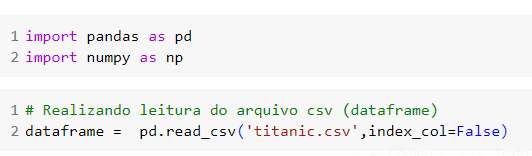 1 import pandas as pd
2 import numpy as np
1 # Realizando leitura do arquivo csv (dataframe)
2 dataframe =  pd.read_csv('titanic.csv',index_col=False)